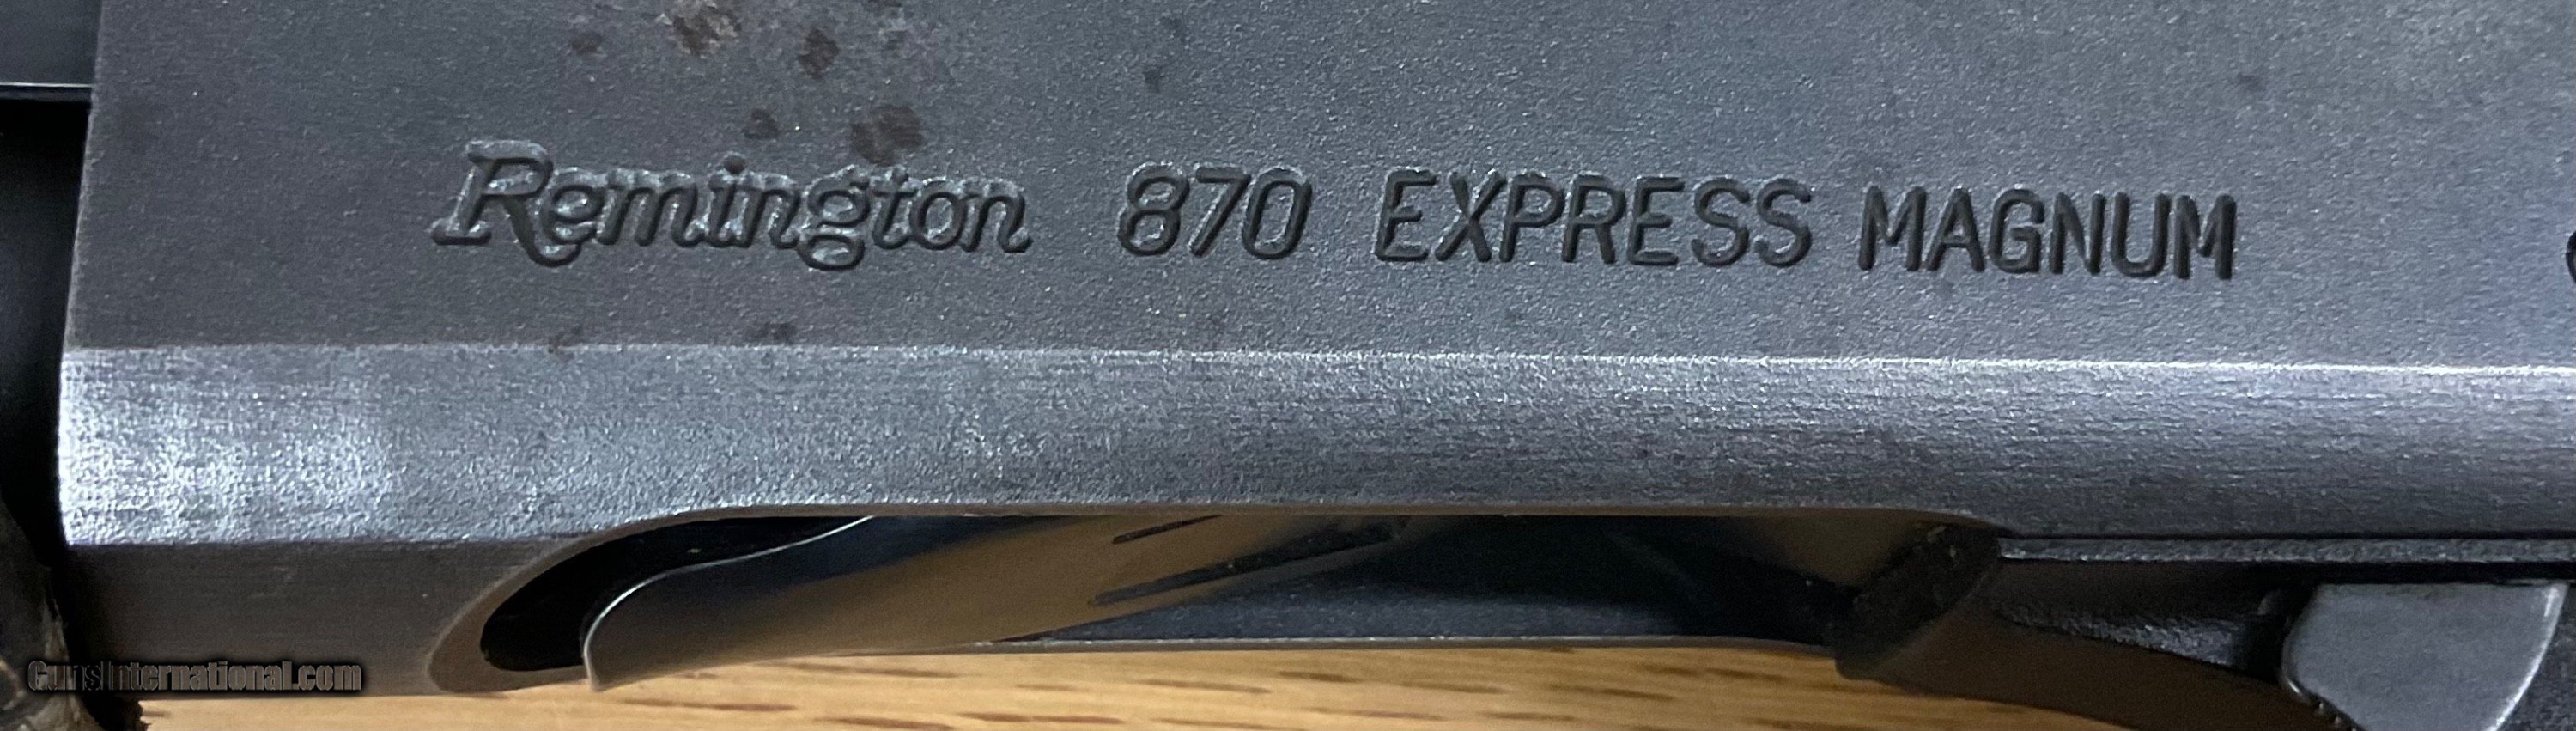 Remington 870 EXPRESS MAGNUM
GunsInternational.com